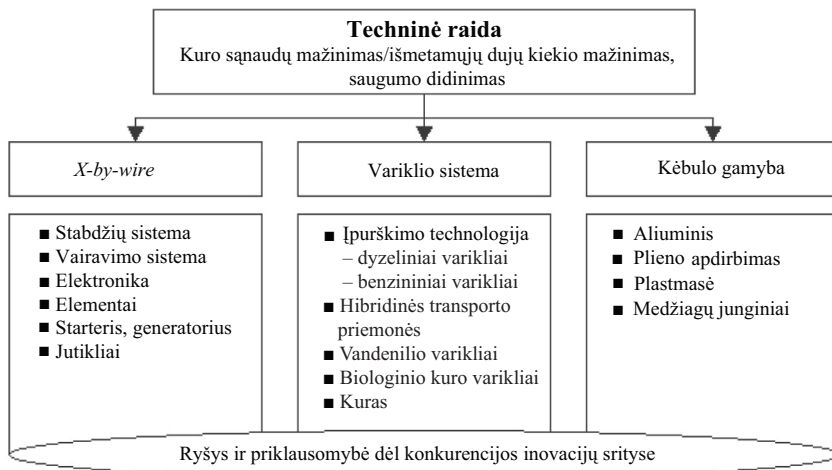 Techninė raida
Kuro sąnaudų mažinimas/išmetamųjų dujų kiekio mažinimas,
saugumo didinimas
X-by-wire
Variklio sistema
Kėbulo gamyba
■ Stabdžių sistema
■ Vairavimo sistema
■ Elektronika
■ Elementai
■ Starteris, generatorius
■ Jutikliai
■ Įpurškimo technologija
– dyzeliniai varikliai
– benzininiai varikliai
■ Hibridinės transporto
priemonės
■ Vandenilio varikliai
■ Biologinio kuro varikliai
■ Kuras
■ Aliuminis
■ Plieno apdirbimas
■ Plastmasė
■ Medžiagų junginiai
Ryšys ir priklausomybė dėl konkurencijos inovacijų srityse